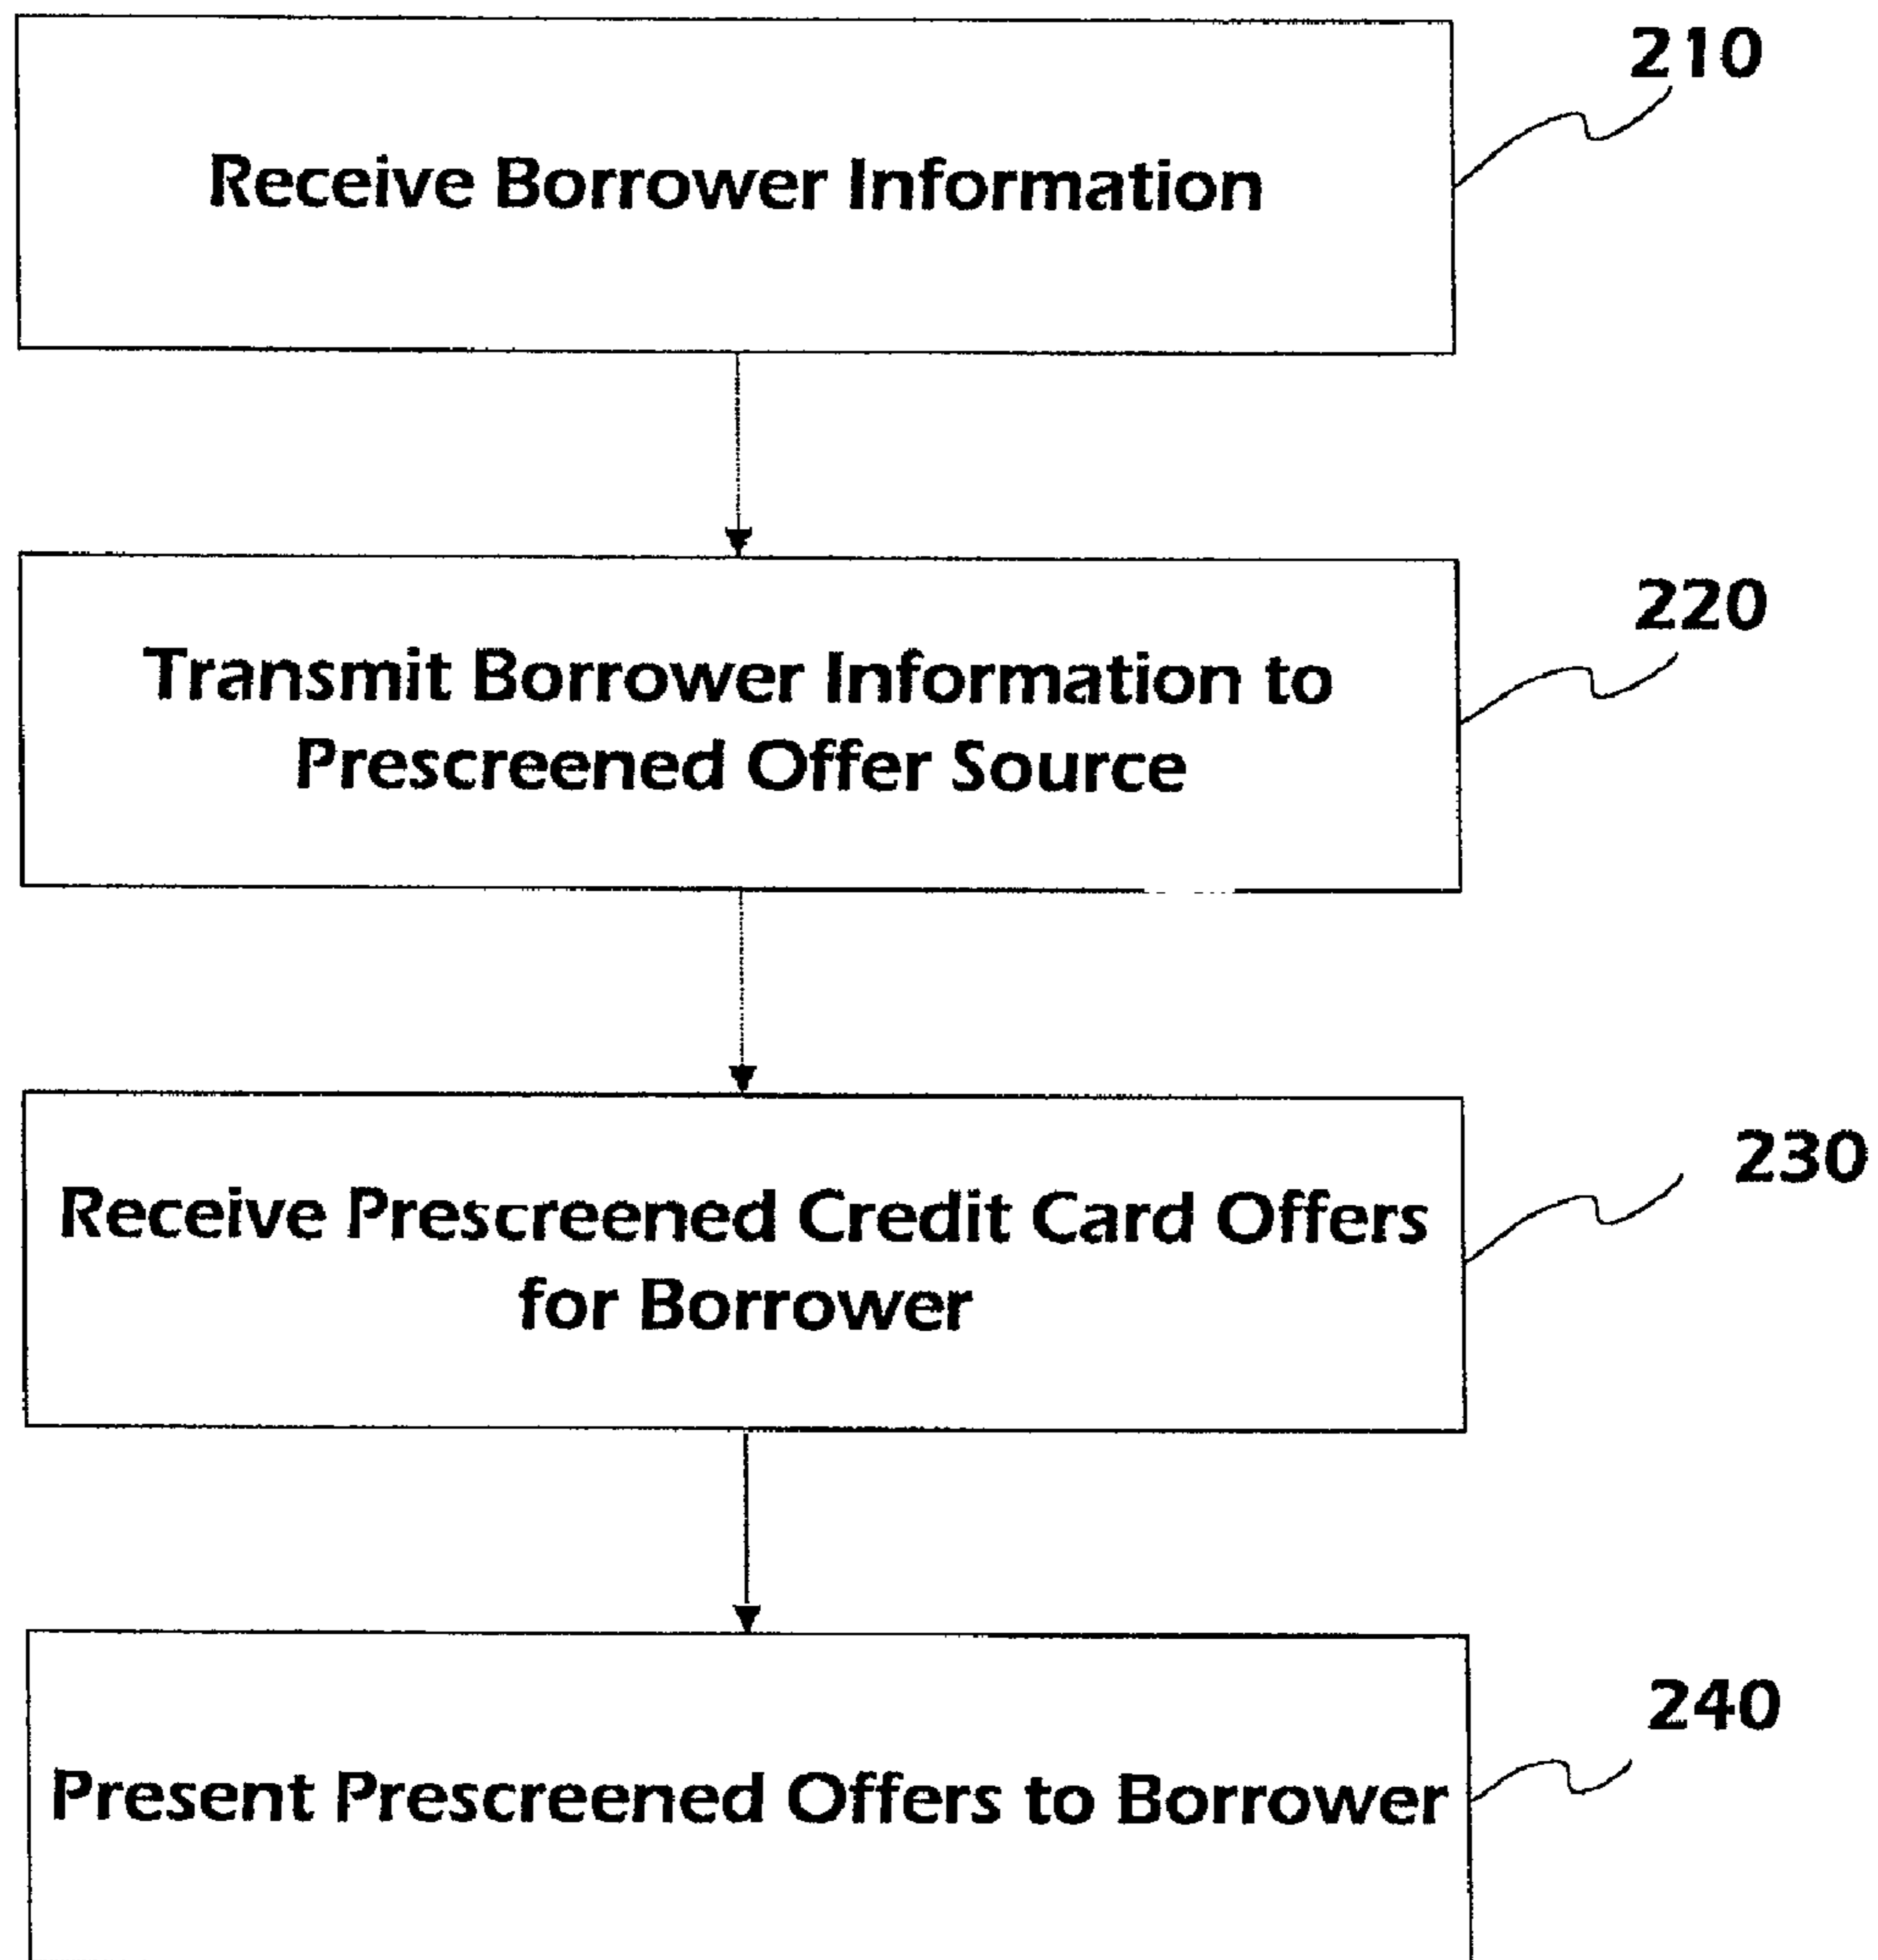 210
Receive Borrower Information
220
Transmit Borrower Information to
Prescreened Offer Source
230
Receive Prescreened Credit Card Offers
for Borrower
240
Present Prescreened Offers to Borrower